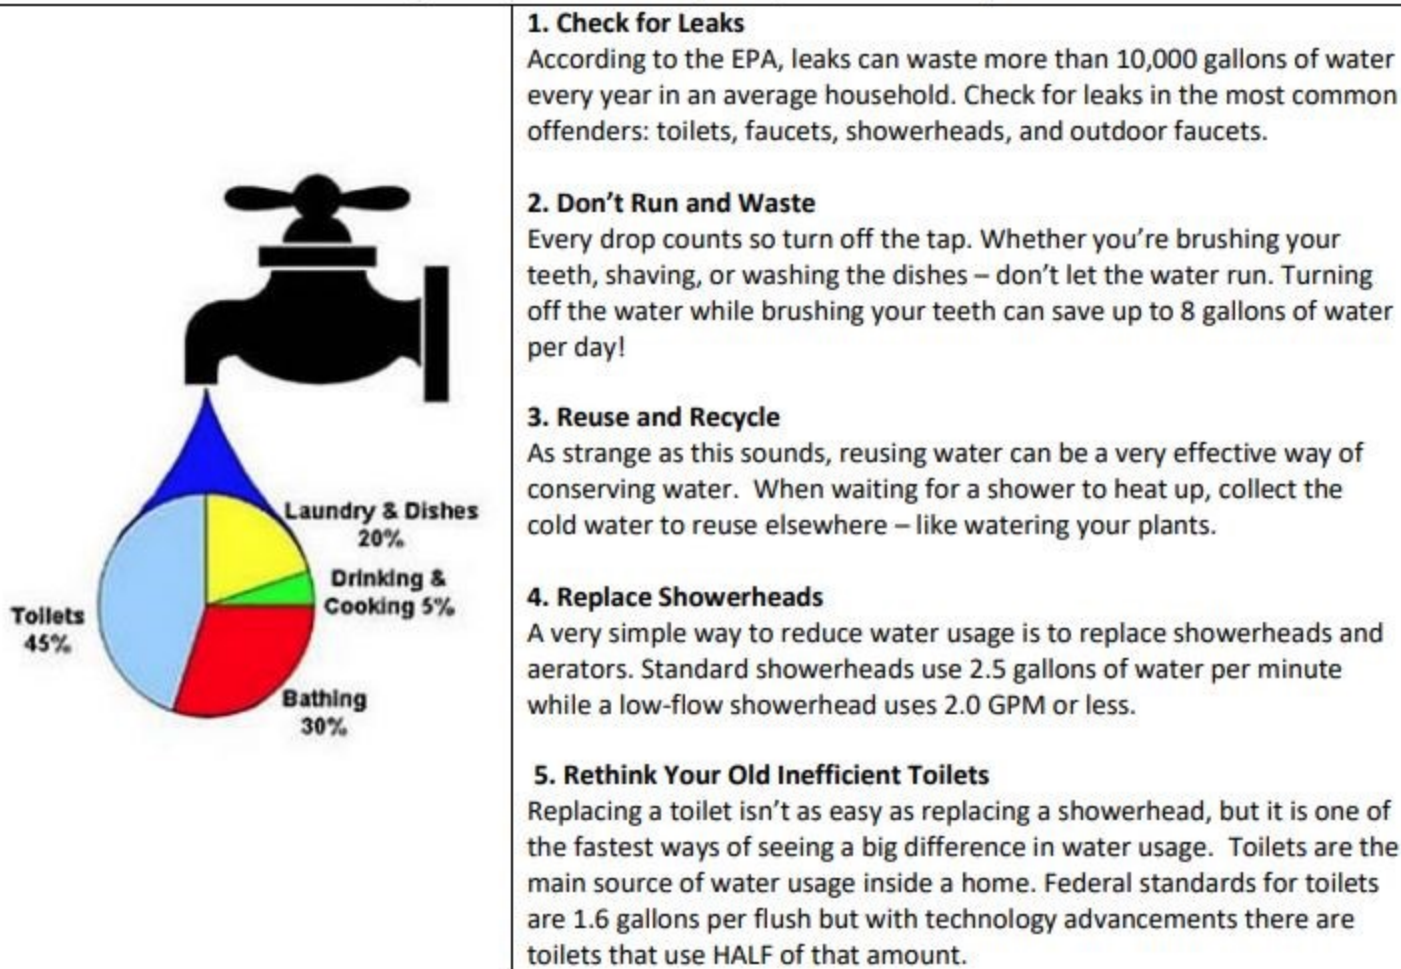 Laundry & Dishes
20%
Drinking &
Cooking 5%
Toilets
45%
Bathing
30%
1. Check for Leaks
According to the EPA, leaks can waste more than 10,000 gallons of water
every year in an average household. Check for leaks in the most common
offenders: toilets, faucets, showerheads, and outdoor faucets.
2. Don't Run and Waste
Every drop counts so turn off the tap. Whether you're brushing your
teeth, shaving, or washing the dishes – don't let the water run. Turning
off the water while brushing your teeth can save up to 8 gallons of water
per day!
3. Reuse and Recycle
As strange as this sounds, reusing water can be a very effective way of
conserving water.  When waiting for a shower to heat up, collect the
cold water to reuse elsewhere – like watering your plants.
4. Replace Showerheads
A very simple way to reduce water usage is to replace showerheads and
aerators. Standard showerheads use 2.5 gallons of water per minute
while a low-flow showerhead uses 2.0 GPM or less.
5. Rethink Your Old Inefficient Toilets
Replacing a toilet isn't as easy as replacing a showerhead, but it is one of
the fastest ways of seeing a big difference in water usage.  Toilets are the
main source of water usage inside a home. Federal standards for toilets
are 1.6 gallons per flush but with technology advancements there are
toilets that use HALF of that amount.